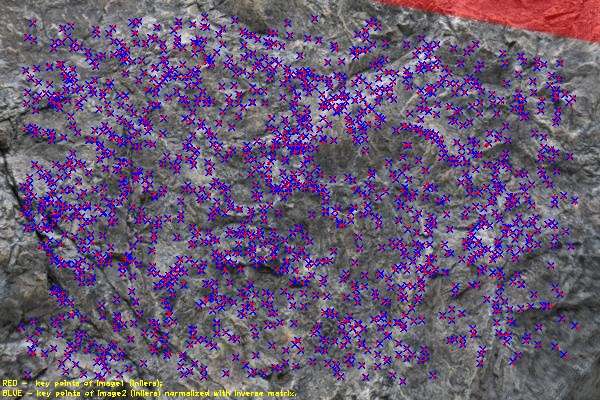 RED - key points of Image1 (inliers);
BLUE - key points of Image2 (inliers) normalized with inverse matrix.